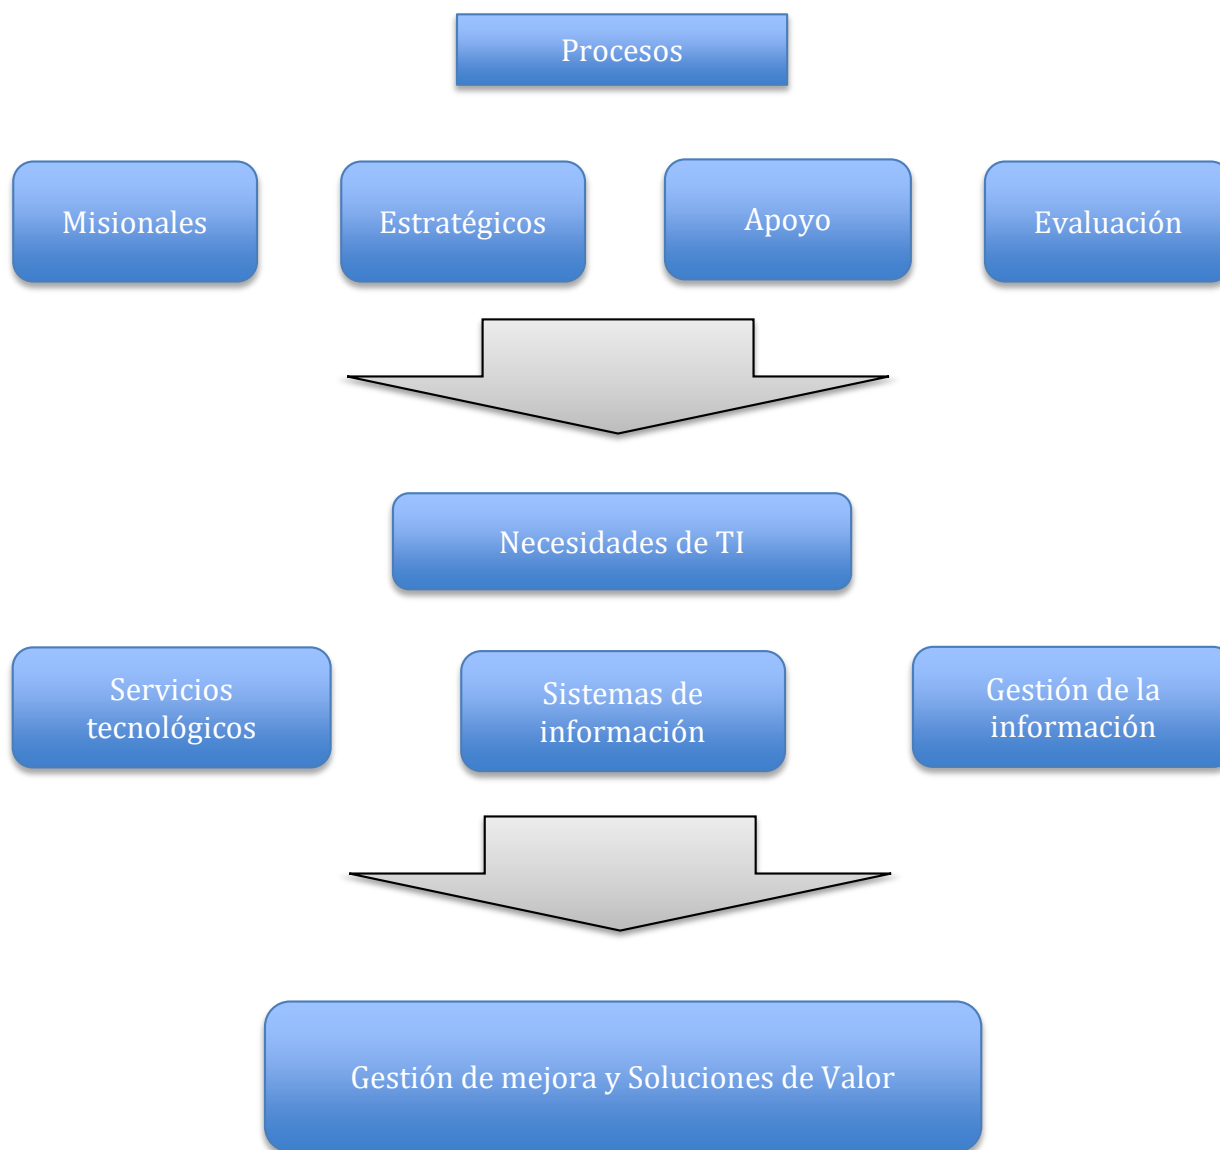 Procesos
Misionales
Estratégicos
Apoyo
Evaluación
Necesidades de TI
Servicios
tecnológicos
Sistemas de
información
Gestión de la
información
Gestión de mejora y Soluciones de Valor